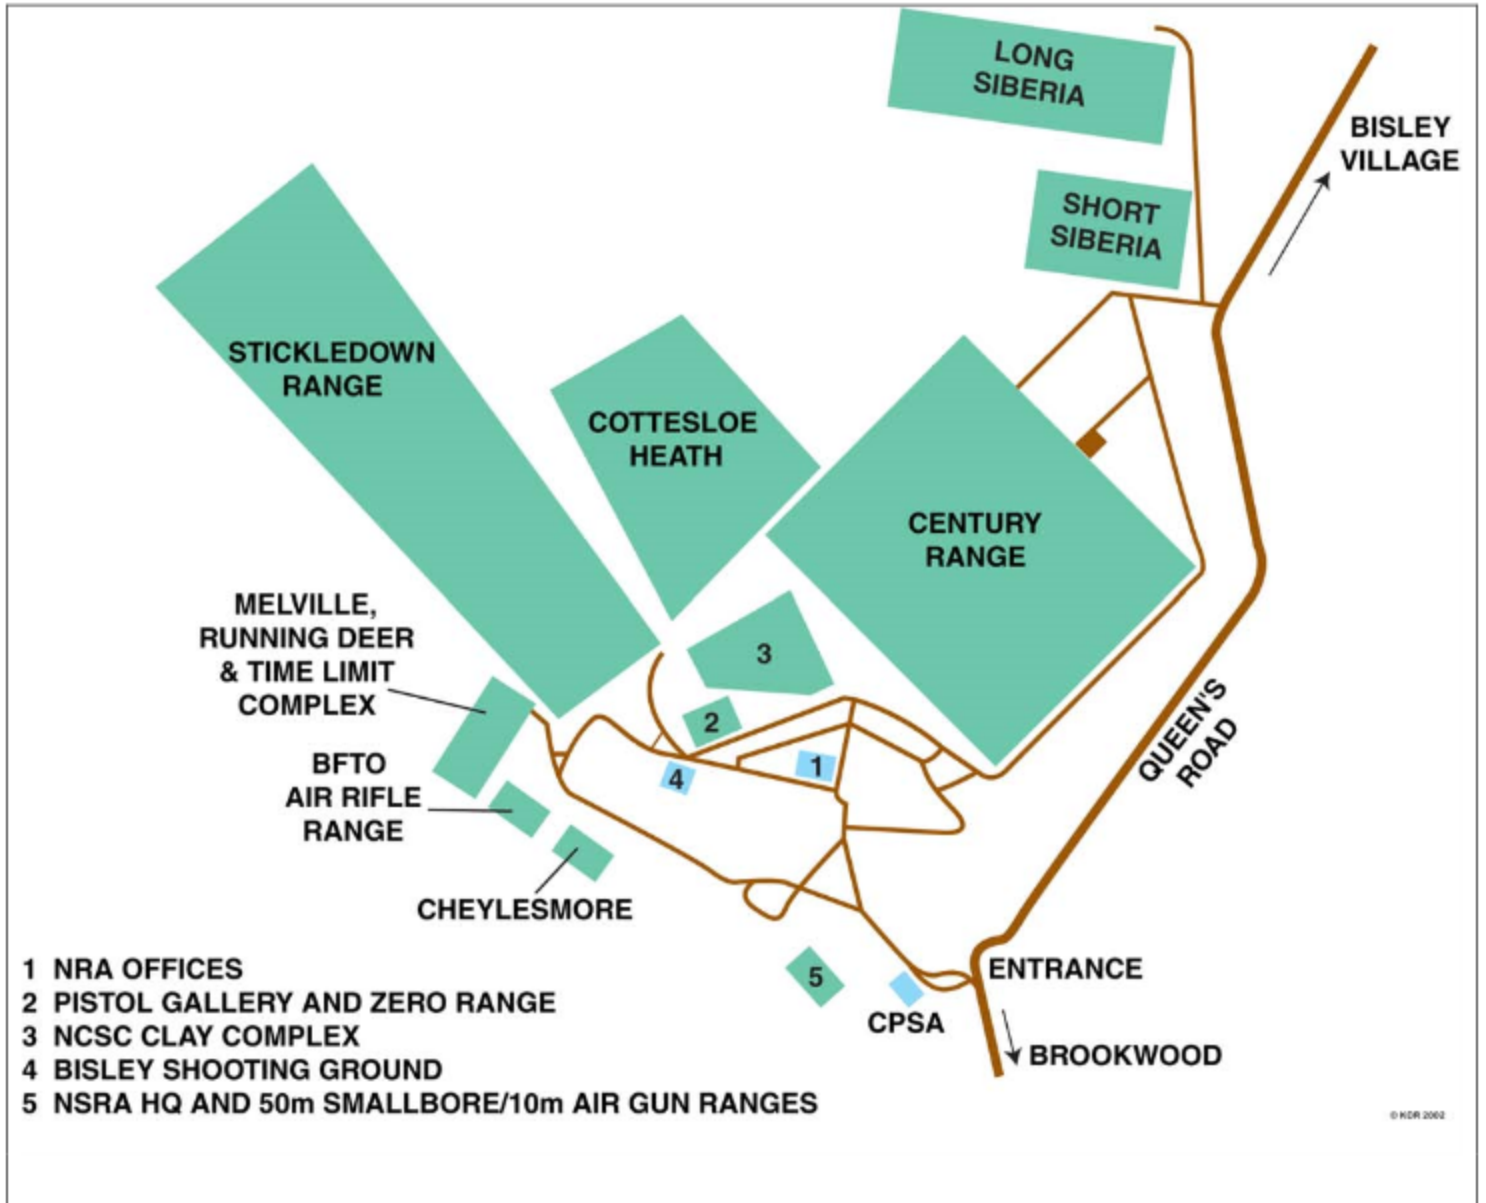 LONG
SIBERIA
BISLEY
VILLAGE
SHORT
SIBERIA
STICKLEDOWN
RANGE
COTTESLOE
HEATH
CENTURY
RANGE
MELVILLE,
RUNNING DEER
& TIME LIMIT
COMPLEX
3
2
1
4
QUEEN'S
ROAD
BFTO
AIR RIFLE
RANGE
CHEYLESMORE
5
CPSA
ENTRANCE
BROOKWOOD
1 NRA OFFICES
2 PISTOL GALLERY AND ZERO RANGE
3 NCSC CLAY COMPLEX
4 BISLEY SHOOTING GROUND
5 NSRA HQ AND 50m SMALLBORE/10m AIR GUN RANGES
© KDR 2002